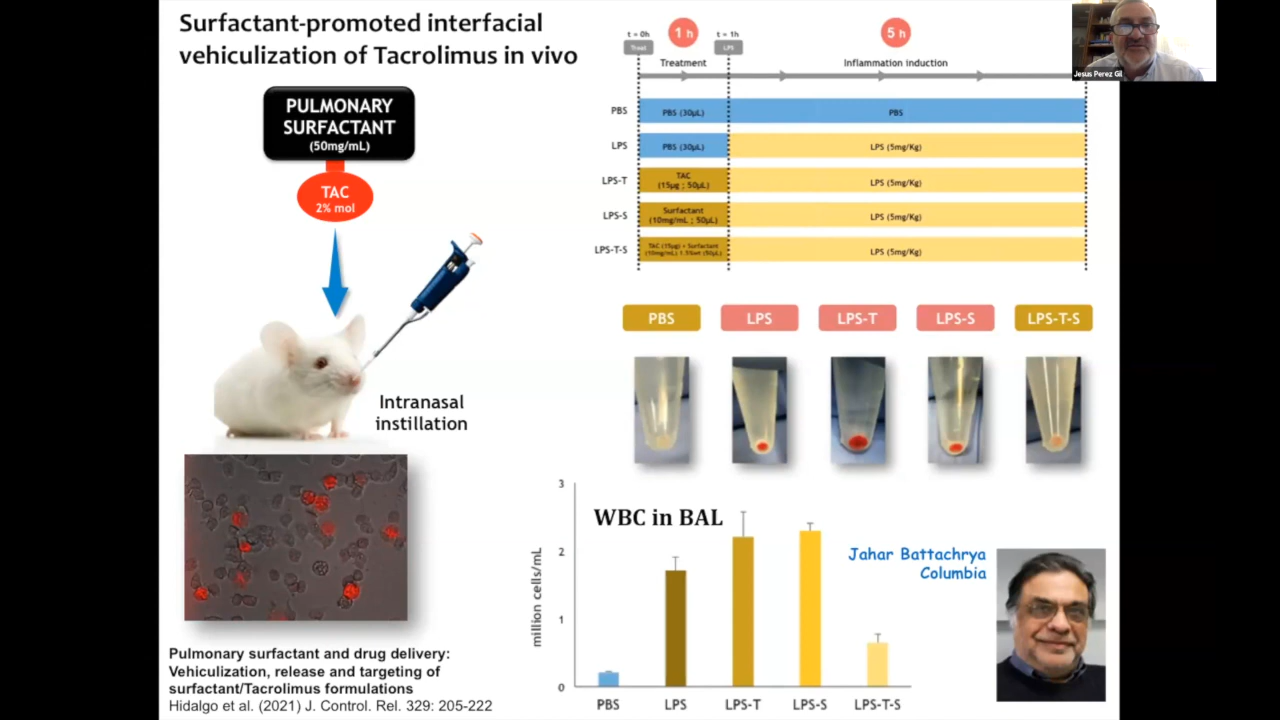 Surfactant-promoted interfacial
vehiculization of Tacrolimus in vivo
PULMONARY
SURFACTANT
(50mg/mL)
TAC
2% mol
Intranasal
instillation
Pulmonary surfactant and drug delivery:
Vehiculization, release and targeting of
surfactant/Tacrolimus formulations
Hidalgo et al. (2021) J. Control. Rel. 329: 205-222
t = 0h
1 h
t = 1h
5 h
Treat
LPS
Treatment
Inflammation induction
PBS
PBS (30µL)
PBS
LPS
PBS (30µL)
LPS (5mg/Kg)
LPS-T
TAC
(15µg ; 50µL)
LPS (5mg/Kg)
LPS-S
Surfactant
(10mg/mL ; 50µL)
LPS (5mg/Kg)
LPS-T-S
TAC (15µg) + Surfactant
(10mg/mL) (50µL)
LPS (5mg/Kg)
PBS
LPS
LPS-T
LPS-S
LPS-T-S
WBC in BAL
million cells/mL
3
2
1
0
PBS
LPS
LPS-T
LPS-S
LPS-T-S
Jahar Battachrya
Columbia
Jesus Perez Gil